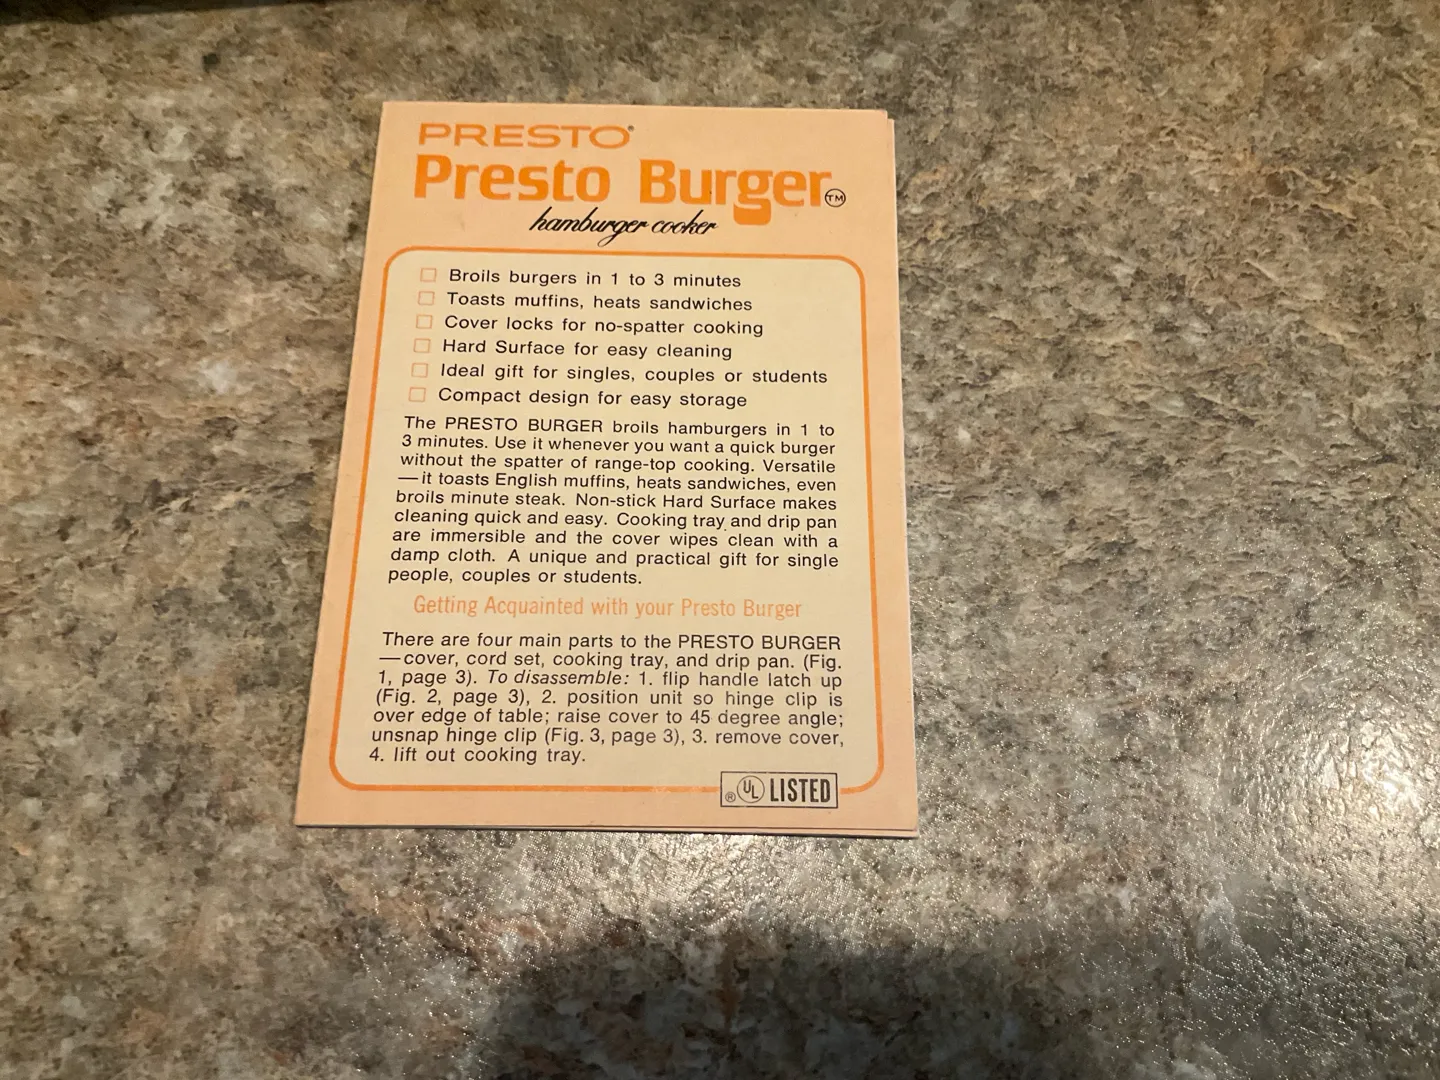 PRESTO®
Presto Burger™
hamburger cooker
☐ Broils burgers in 1 to 3 minutes
☐ Toasts muffins, heats sandwiches
☐ Cover locks for no-spatter cooking
☐ Hard Surface for easy cleaning
☐ Ideal gift for singles, couples or students
☐ Compact design for easy storage
The PRESTO BURGER broils hamburgers in 1 to
3 minutes. Use it whenever you want a quick burger
without the spatter of range-top cooking. Versatile
—it toasts English muffins, heats sandwiches, even
broils minute steak. Non-stick Hard Surface makes
cleaning quick and easy. Cooking tray and drip pan
are immersible and the cover wipes clean with a
damp cloth. A unique and practical gift for single
people, couples or students.
Getting Acquainted with your Presto Burger
There are four main parts to the PRESTO BURGER
—cover, cord set, cooking tray, and drip pan. (Fig.
1, page 3). To disassemble: 1. flip handle latch up
(Fig. 2, page 3), 2. position unit so hinge clip is
over edge of table; raise cover to 45 degree angle;
unsnap hinge clip (Fig. 3, page 3), 3. remove cover,
4. lift out cooking tray.
® UL LISTED